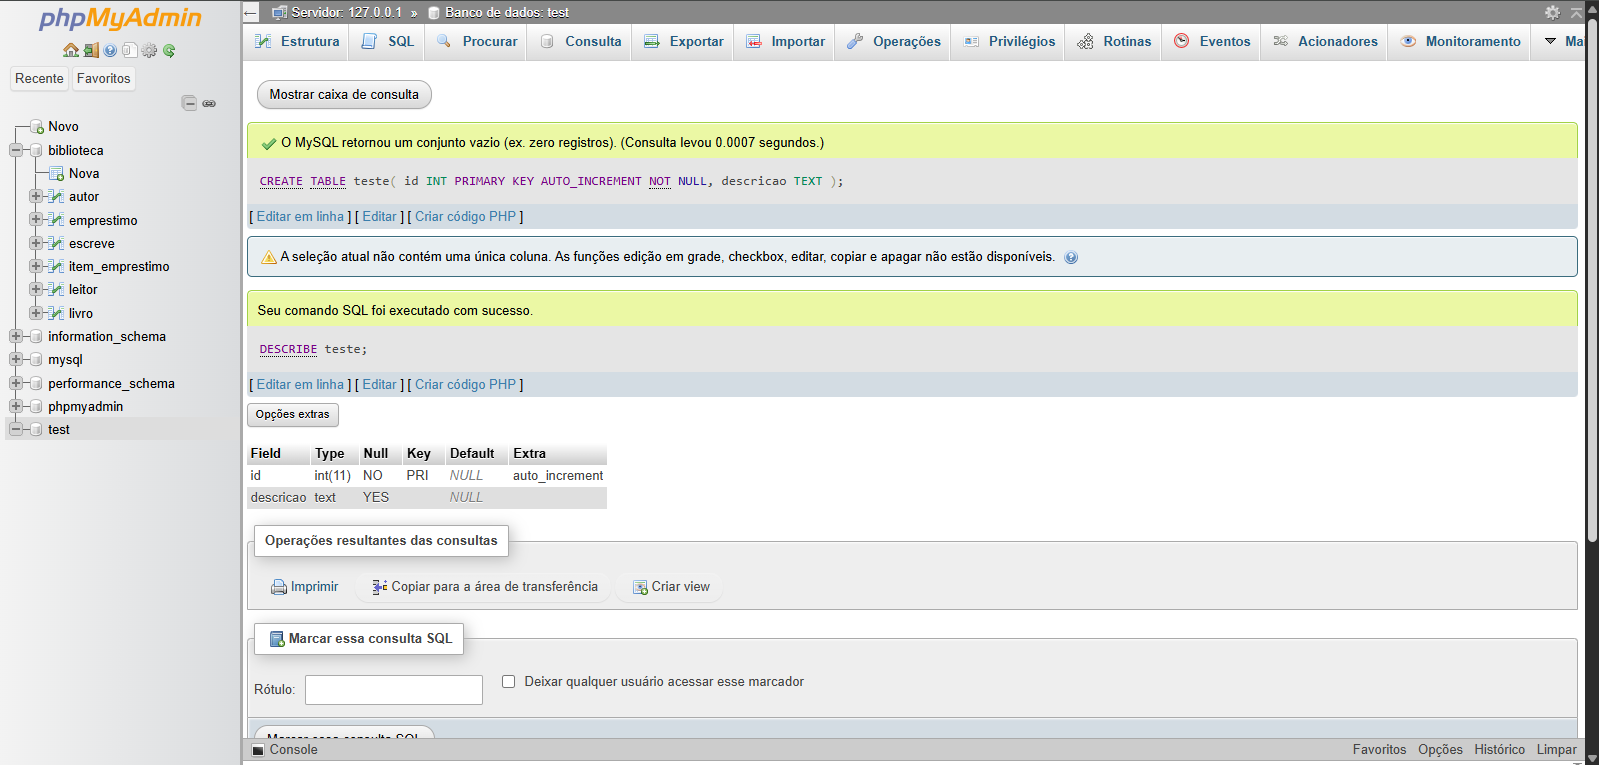 phpMyAdmin
Recente Favoritos
Novo
biblioteca
Nova
autor
emprestimo
escreve
item_emprestimo
leitor
livro
information_schema
mysql
performance_schema
phpmyadmin
test
Servidor: 127.0.0.1 » Banco de dados: test
Estrutura SQL Procurar Consulta Exportar Importar Operações Privilégios Rotinas Eventos Acionadores Monitoramento Mai
Mostrar caixa de consulta
O MySQL retornou um conjunto vazio (ex. zero registros). (Consulta levou 0.0007 segundos.)
CREATE TABLE teste( id INT PRIMARY KEY AUTO_INCREMENT NOT NULL, descricao TEXT );
[ Editar em linha ] [ Editar ] [ Criar código PHP ]
A seleção atual não contém uma única coluna. As funções edição em grade, checkbox, editar, copiar e apagar não estão disponíveis.
Seu comando SQL foi executado com sucesso.
DESCRIBE teste;
[ Editar em linha ] [ Editar ] [ Criar código PHP ]
Opções extras
Field Type Null Key Default Extra
id int(11) NO PRI NULL auto_increment
descricao text YES NULL
Operações resultantes das consultas
Imprimir Copiar para a área de transferência Criar view
Marcar essa consulta SQL
Rótulo: Deixar qualquer usuário acessar esse marcador
Marcar essa consulta SQL
Console Favoritos Opções Histórico Limpar